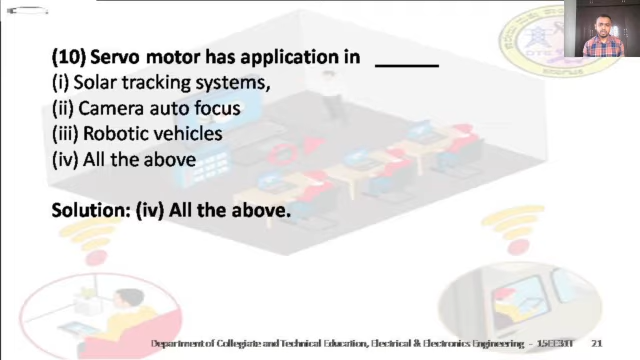 (10) Servo motor has application in ______
(i) Solar tracking systems,
(ii) Camera auto focus
(iii) Robotic vehicles
(iv) All the above
Solution: (iv) All the above.
Department of Collegiate and Technical Education, Electrical & Electronics Engineering - 15EE31T 21